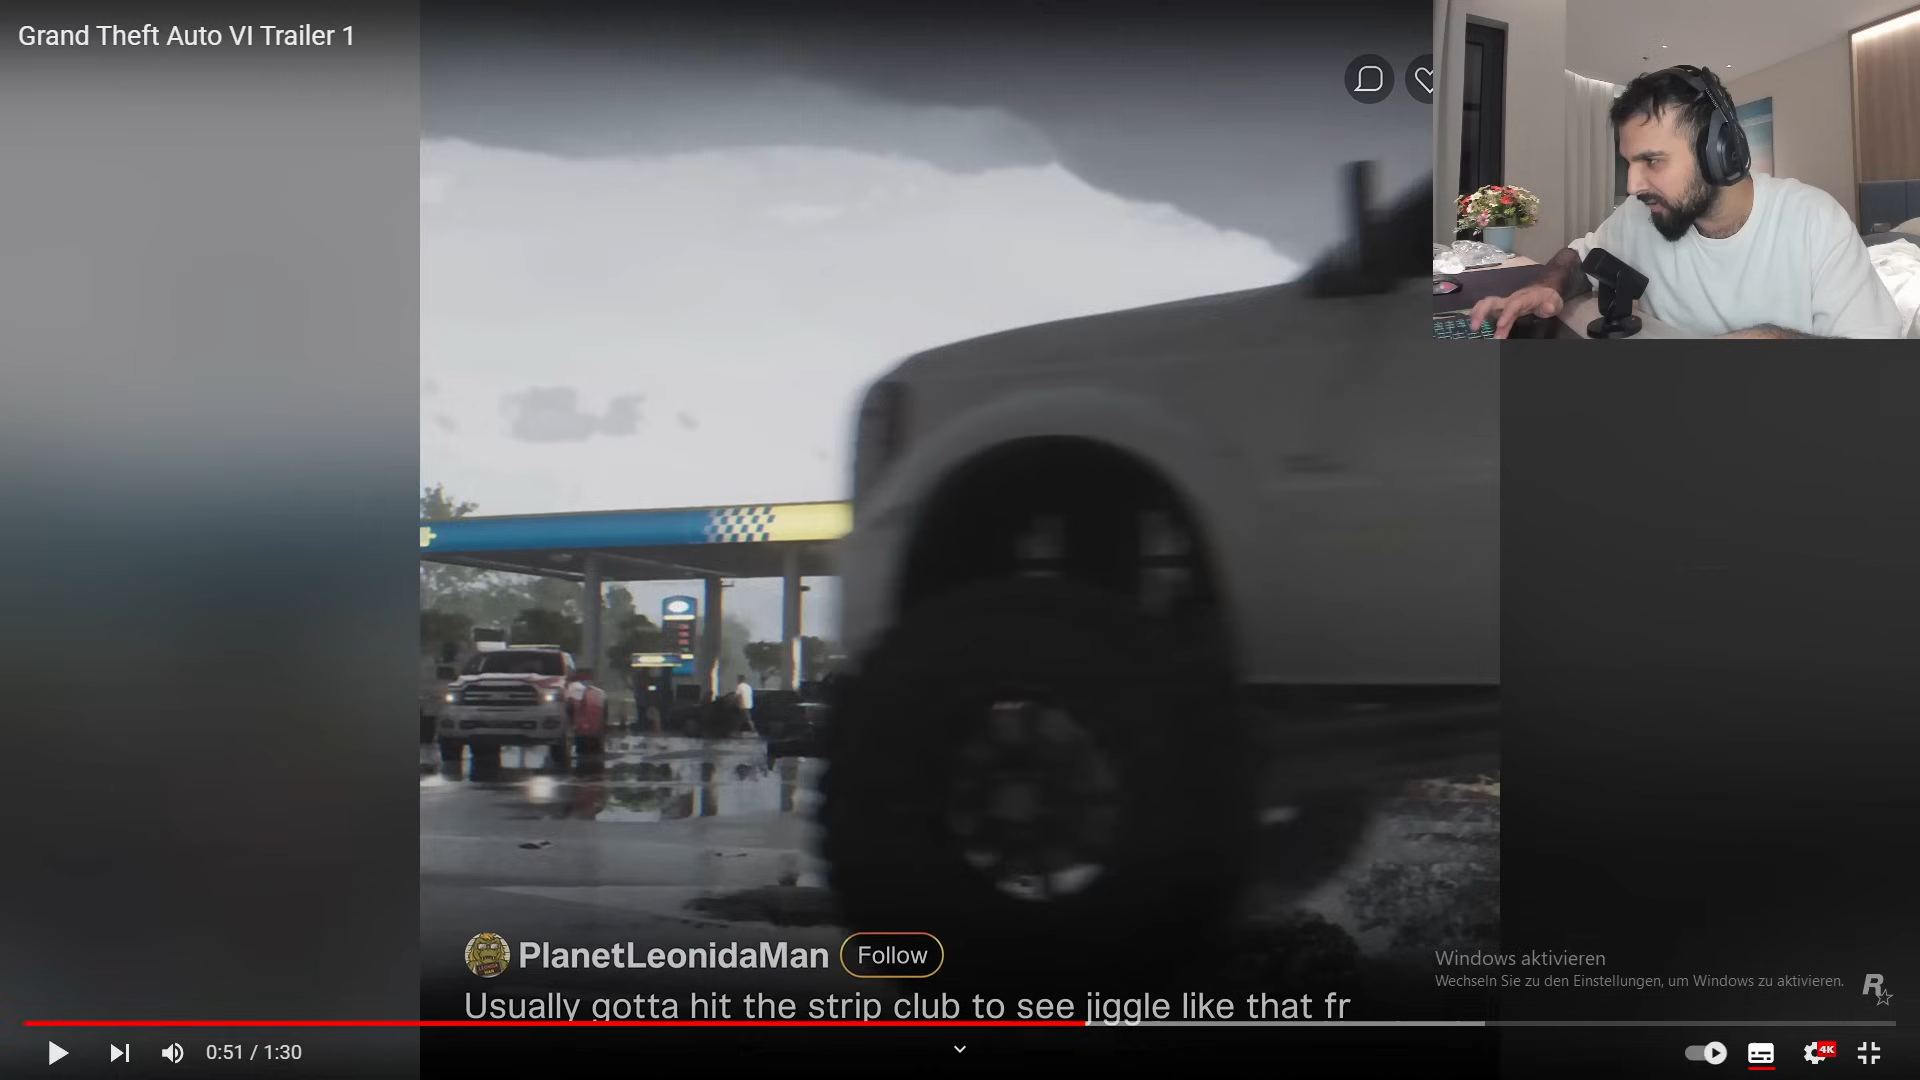 Grand Theft Auto VI Trailer 1
PlanetLeonidaMan
Follow
Usually gotta hit the strip club to see jiggle like that fr
Windows aktivieren
Wechseln Sie zu den Einstellungen, um Windows zu aktivieren.
R
0:51 / 1:30
4K